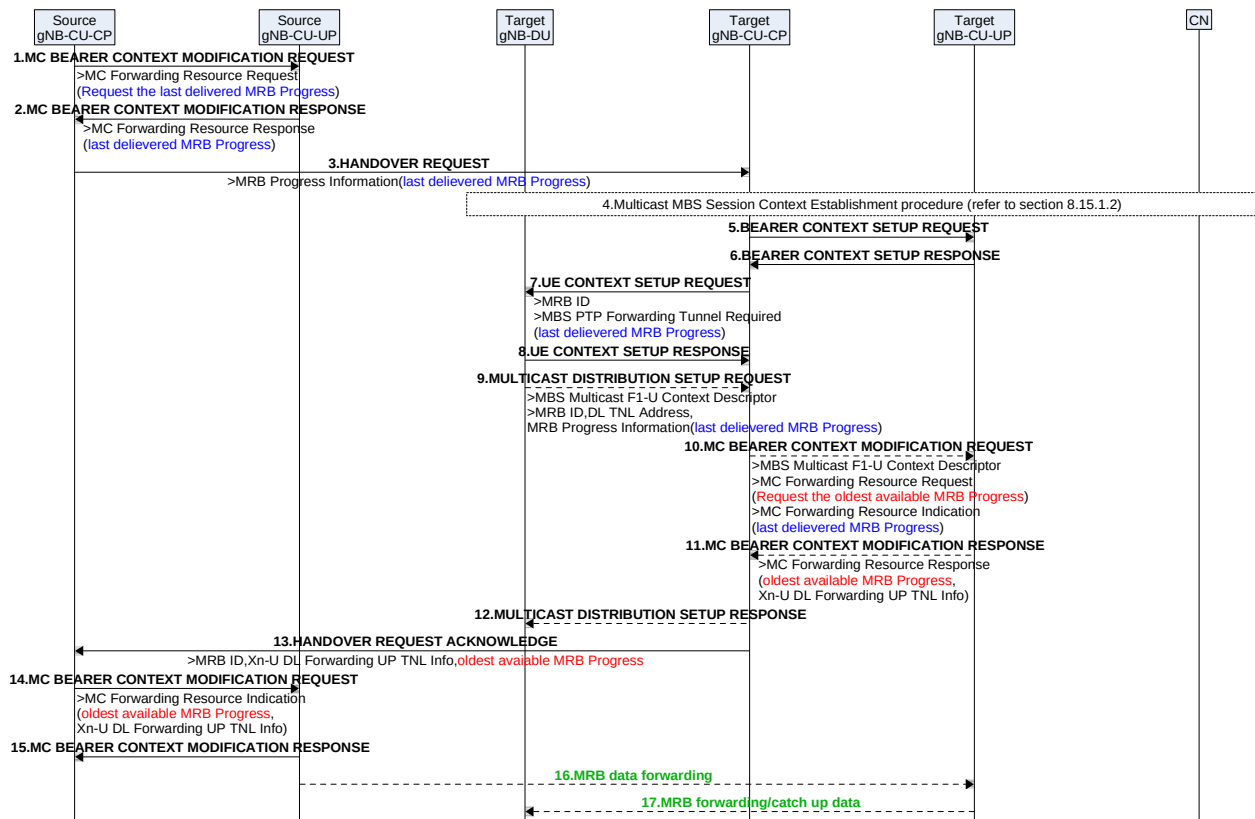 Source
gNB-CU-CP
Source
gNB-CU-UP
Target
gNB-DU
Target
gNB-CU-CP
Target
gNB-CU-UP
CN
1.MC BEARER CONTEXT MODIFICATION REQUEST
>MC Forwarding Resource Request
(Request the last delivered MRB Progress)
2.MC BEARER CONTEXT MODIFICATION RESPONSE
>MC Forwarding Resource Response
(last delievered MRB Progress)
3.HANDOVER REQUEST
>MRB Progress Information(last delievered MRB Progress)
4.Multicast MBS Session Context Establishment procedure (refer to section 8.15.1.2)
5.BEARER CONTEXT SETUP REQUEST
6.BEARER CONTEXT SETUP RESPONSE
7.UE CONTEXT SETUP REQUEST
>MRB ID
>MBS PTP Forwarding Tunnel Required
(last delievered MRB Progress)
8.UE CONTEXT SETUP RESPONSE
9.MULTICAST DISTRIBUTION SETUP REQUEST
>MBS Multicast F1-U Context Descriptor
>MRB ID,DL TNL Address,
MRB Progress Information(last delievered MRB Progress)
10.MC BEARER CONTEXT MODIFICATION REQUEST
>MBS Multicast F1-U Context Descriptor
>MC Forwarding Resource Request
(Request the oldest available MRB Progress)
>MC Forwarding Resource Indication
(last delievered MRB Progress)
11.MC BEARER CONTEXT MODIFICATION RESPONSE
>MC Forwarding Resource Response
(oldest available MRB Progress,
Xn-U DL Forwarding UP TNL Info)
12.MULTICAST DISTRIBUTION SETUP RESPONSE
13.HANDOVER REQUEST ACKNOWLEDGE
>MRB ID,Xn-U DL Forwarding UP TNL Info,oldest avaiable MRB Progress
14.MC BEARER CONTEXT MODIFICATION REQUEST
>MC Forwarding Resource Indication
(oldest available MRB Progress,
Xn-U DL Forwarding UP TNL Info)
15.MC BEARER CONTEXT MODIFICATION RESPONSE
16.MRB data forwarding
17.MRB forwarding/catch up data